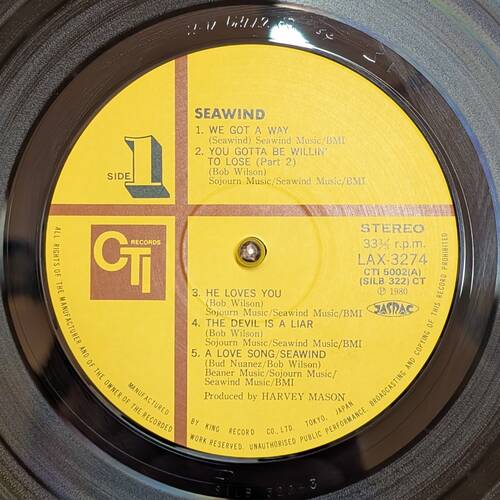 SEAWIND
1. WE GOT A WAY
(Seawind) Seawind Music/BMI
2. YOU GOTTA BE WILLIN'
TO LOSE (Part 2)
(Bob Wilson)
Sojourn Music/Seawind Music/BMI
SIDE 1
STEREO
33⅓ r.p.m.
LAX-3274
CTI 5002(A)
(SILB 322) CT
Ⓟ 1980
JASRAC
CTI RECORDS
3. HE LOVES YOU
(Bob Wilson)
Sojourn Music/Seawind Music/BMI
4. THE DEVIL IS A LIAR
(Bob Wilson)
Sojourn Music/Seawind Music/BMI
5. A LOVE SONG/SEAWIND
(Bud Nuanez/Bob Wilson)
Beaner Music/Sojourn Music/
Seawind Music/BMI
Produced by HARVEY MASON
ALL RIGHTS OF THE MANUFACTURER AND OF THE OWNER OF THE RECORDED WORK RESERVED. UNAUTHORISED PUBLIC PERFORMANCE, BROADCASTING AND COPYING OF THIS RECORD PROHIBITED
MANUFACTURED BY KING RECORD CO., LTD. TOKYO, JAPAN